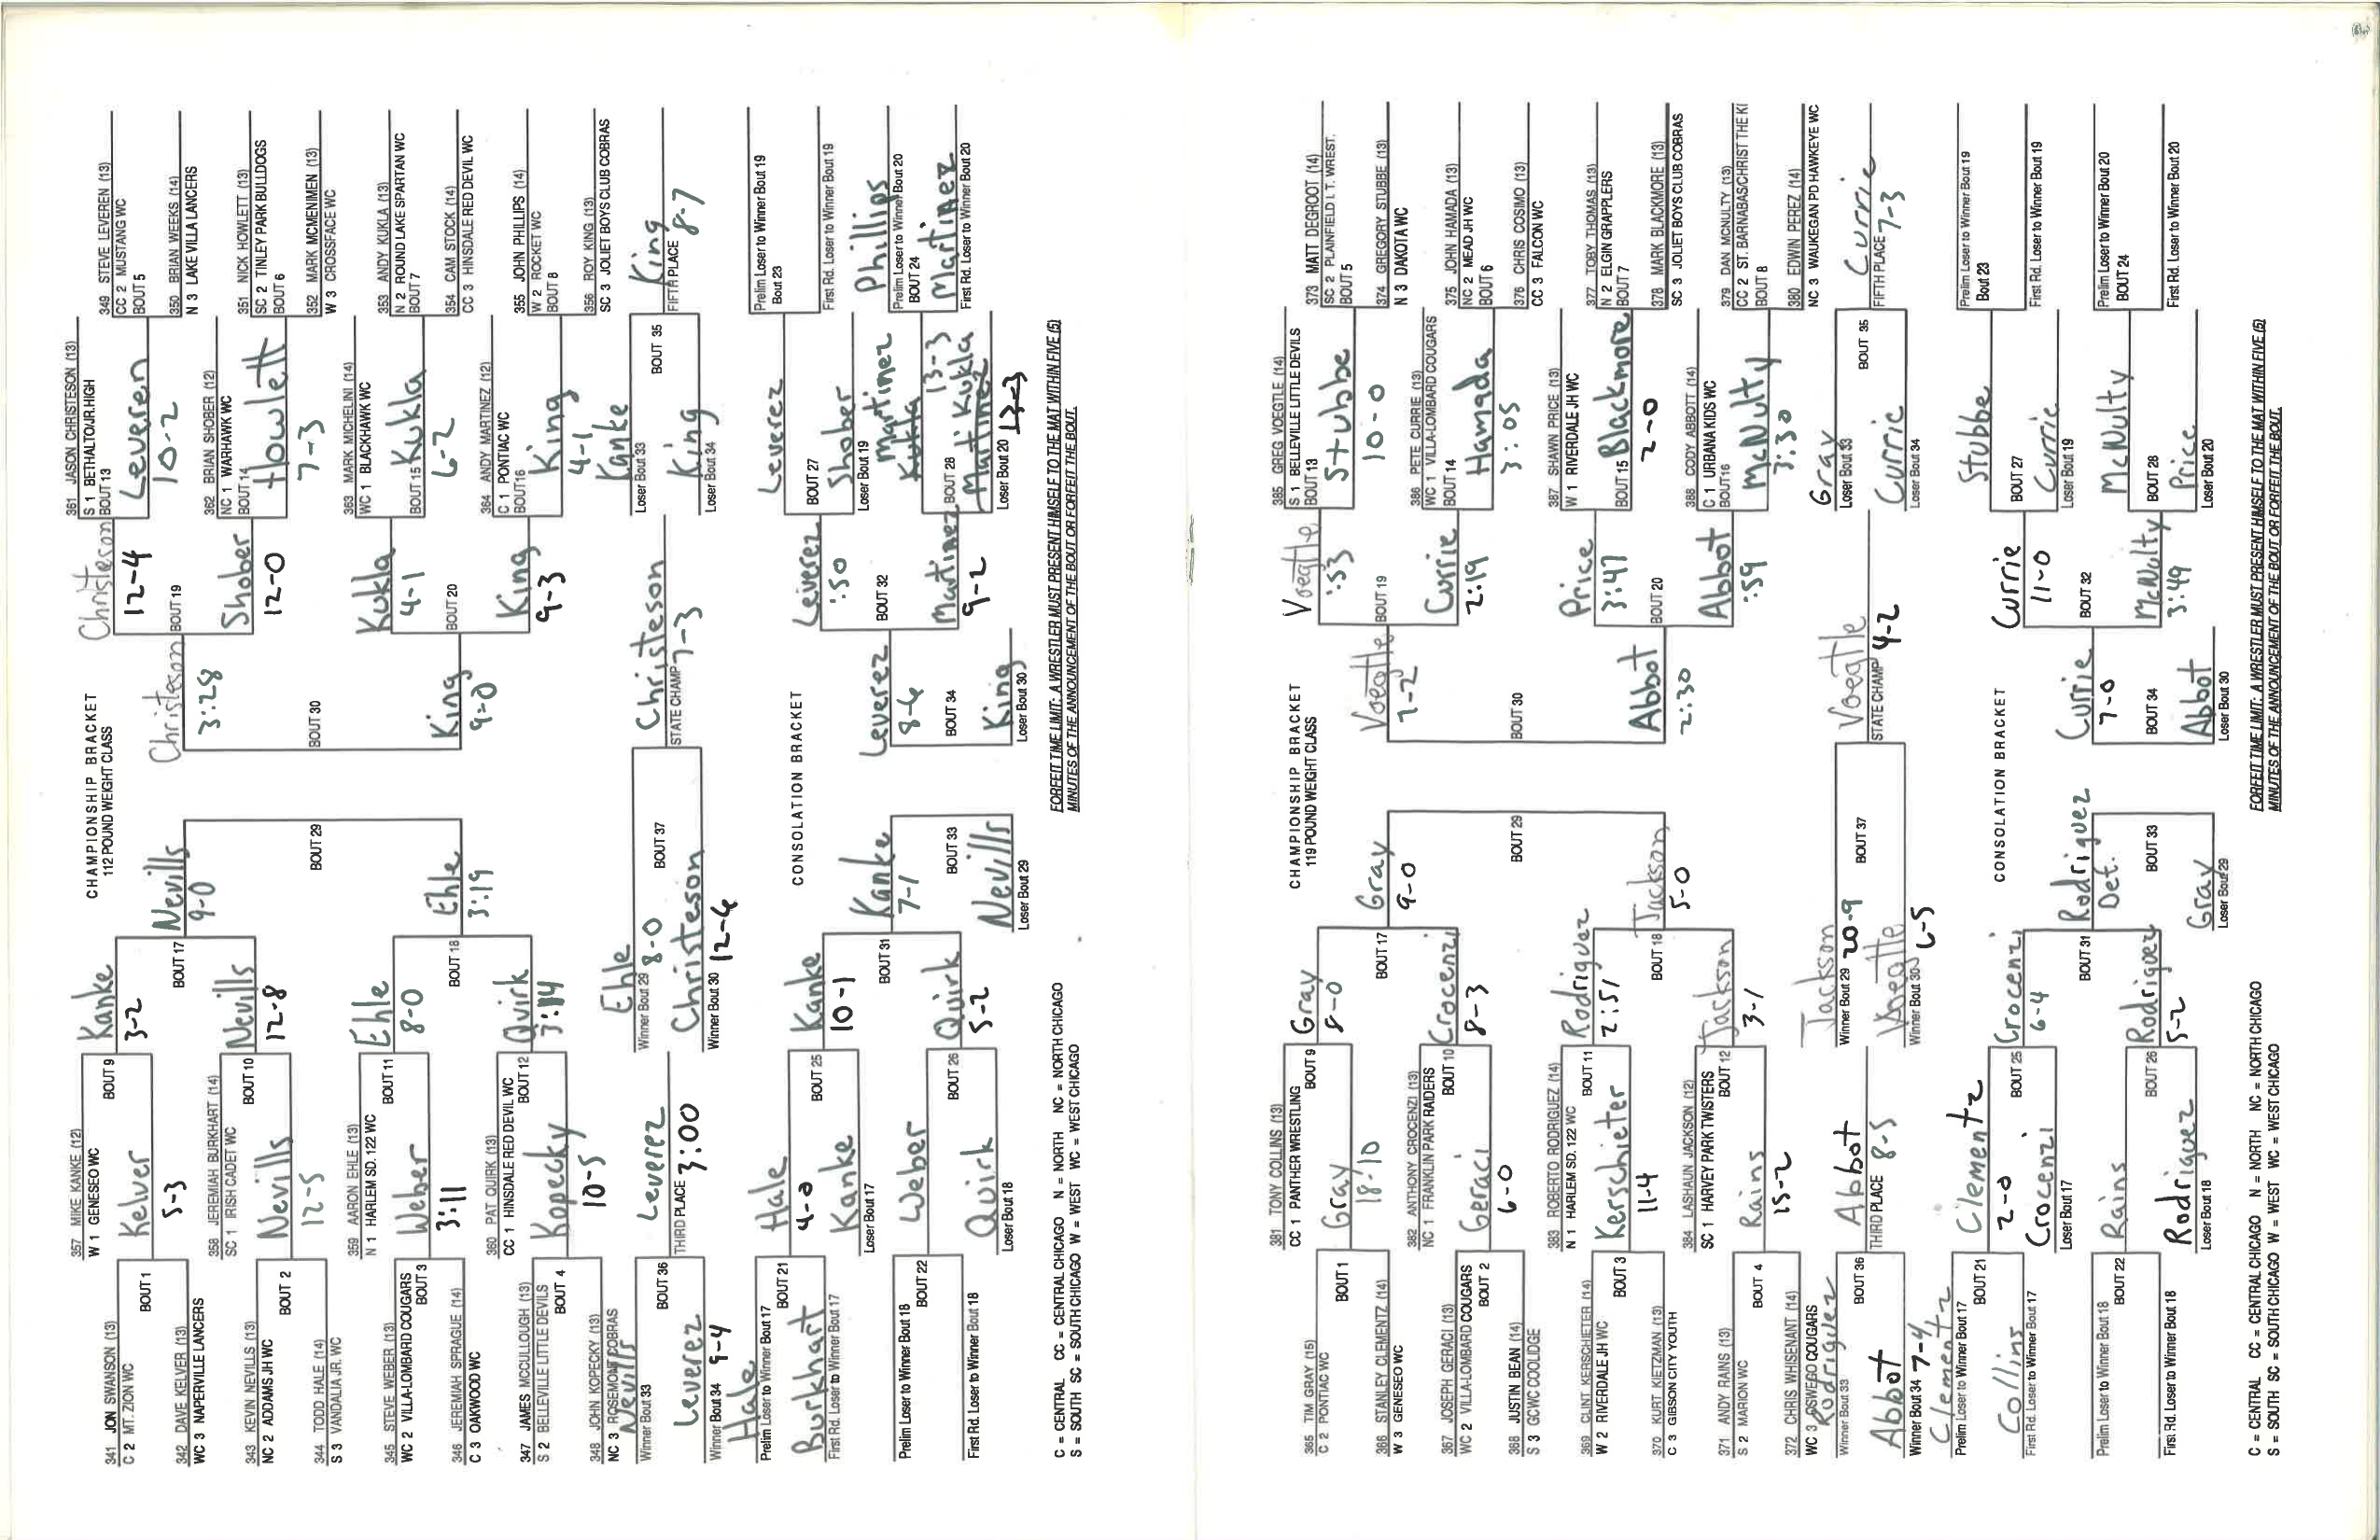 CHAMPIONSHIP BRACKET
112 POUND WEIGHT CLASS
341 JON SWANSON (13)
C 2 MT. ZION WC
BOUT 1
342 DAVE KELVER (13)
WC 3 NAPERVILLE LANCERS
343 KEVIN NEVILLS (13)
NC 2 ADDAMS JH WC
BOUT 2
344 TODD HALE (14)
S 3 VANDALIA JR. WC
345 STEVE WEBER (13)
WC 2 VILLA-LOMBARD COUGARS
BOUT 3
346 JEREMIAH SPRAGUE (14)
C 3 OAKWOOD WC
347 JAMES MCCULLOUGH (13)
S 2 BELLEVILLE LITTLE DEVILS
BOUT 4
348 JOHN KOPECKY (13)
NC 3 ROSEMONT COBRAS
357 MIKE KANKE (12)
W 1 GENESEO WC
BOUT 9
Kelver
5-3
358 JEREMIAH BURKHART (14)
SC 1 IRISH CADET WC
BOUT 10
Nevills
12-5
359 AARON EHLE (13)
N 1 HARLEM SD. 122 WC
BOUT 11
Weber
3:11
360 PAT QUIRK (13)
CC 1 HINSDALE RED DEVIL WC
BOUT 12
Kopecky
10-5
Kanke
3-2
BOUT 17
Nevills
12-8
Ehle
8-0
BOUT 18
Quirk
3:14
Nevills
9-0
BOUT 29
Ehle
3:19
Christeson
3:28
BOUT 30
King
9-0
Christeson
12-4
BOUT 19
Shober
12-0
Kukla
4-1
BOUT 20
King
9-3
361 JASON CHRISTESON (13)
S 1 BETHALTO/JR.HIGH
BOUT 13
Leveren
10-2
362 BRIAN SHOBER (12)
NC 1 WARHAWK WC
BOUT 14
Howlett
7-3
363 MARK MICHELINI (14)
WC 1 BLACKHAWK WC
BOUT 15
Kukla
6-2
364 ANDY MARTINEZ (12)
C 1 PONTIAC WC
BOUT16
King
4-1
349 STEVE LEVEREN (13)
CC 2 MUSTANG WC
BOUT 5
350 BRIAN WEEKS (14)
N 3 LAKE VILLA LANCERS
351 NICK HOWLETT (13)
SC 2 TINLEY PARK BULLDOGS
BOUT 6
352 MARK MCMENIMEN (13)
W 3 CROSSFACE WC
353 ANDY KUKLA (13)
N 2 ROUND LAKE SPARTAN WC
BOUT 7
354 CAM STOCK (14)
CC 3 HINSDALE RED DEVIL WC
355 JOHN PHILLIPS (14)
W 2 ROCKET WC
BOUT 8
356 ROY KING (13)
SC 3 JOLIET BOYS CLUB COBRAS
Nevills
Winner Bout 33
BOUT 36
Leverez
Winner Bout 34 9-4
Leverez
THIRD PLACE 3:00
Ehle
Winner Bout 29 8-0
BOUT 37
Christeson
Winner Bout 30 12-6
Christeson
STATE CHAMP 7-3
Kanke
Loser Bout 33
BOUT 35
King
Loser Bout 34
King
FIFTH PLACE 8-7
CONSOLATION BRACKET
Hale
Prelim Loser to Winner Bout 17
BOUT 21
Burkhart
First Rd. Loser to Winner Bout 17
Prelim Loser to Winner Bout 18
BOUT 22
First Rd. Loser to Winner Bout 18
Hale
4-0
BOUT 25
Kanke
Loser Bout 17
Weber
BOUT 26
Quirk
Loser Bout 18
Kanke
10-1
BOUT 31
Quirk
5-2
Kanke
7-1
BOUT 33
Nevills
Loser Bout 29
Leverez
8-6
BOUT 34
King
Loser Bout 30
Leverez
:50
BOUT 32
Martinez
9-2
Leverez
BOUT 27
Shober
Loser Bout 19
Martinez
Kukla
13-3
BOUT 28
Kukla
Martinez
Loser Bout 20 13-3
Prelim Loser to Winner Bout 19
Bout 23
First Rd. Loser to Winner Bout 19
Phillips
Prelim Loser to Winner Bout 20
BOUT 24
Martinez
First Rd. Loser to Winner Bout 20
C = CENTRAL CC = CENTRAL CHICAGO N = NORTH NC = NORTH CHICAGO
S = SOUTH SC = SOUTH CHICAGO W = WEST WC = WEST CHICAGO
FORFEIT TIME LIMIT: A WRESTLER MUST PRESENT HIMSELF TO THE MAT WITHIN FIVE (5)
MINUTES OF THE ANNOUNCEMENT OF THE BOUT OR FORFEIT THE BOUT.
CHAMPIONSHIP BRACKET
119 POUND WEIGHT CLASS
365 TIM GRAY (15)
C 2 PONTIAC WC
BOUT 1
366 STANLEY CLEMENTZ (14)
W 3 GENESEO WC
367 JOSEPH GERACI (13)
WC 2 VILLA-LOMBARD COUGARS
BOUT 2
368 JUSTIN BEAN (14)
S 3 GCWC COOLIDGE
369 CLINT KERSCHIETER (14)
W 2 RIVERDALE JH WC
BOUT 3
370 KURT KIETZMAN (13)
C 3 GIBSON CITY YOUTH
371 ANDY RAINS (13)
S 2 MARION WC
BOUT 4
372 CHRIS WHISENANT (14)
WC 3 OSWEGO COUGARS
381 TONY COLLINS (13)
CC 1 PANTHER WRESTLING
BOUT 9
Gray
18-10
382 ANTHONY CROCENZI (13)
NC 1 FRANKLIN PARK RAIDERS
BOUT 10
Geraci
6-0
383 ROBERTO RODRIGUEZ (14)
N 1 HARLEM SD. 122 WC
BOUT 11
Kerschieter
11-4
384 LASHAUN JACKSON (12)
SC 1 HARVEY PARK TWISTERS
BOUT 12
Rains
15-2
Gray
8-0
BOUT 17
Crocenzi
8-3
Rodriguez
2:51
BOUT 18
Jackson
3-1
Gray
9-0
BOUT 29
Jackson
5-0
Voegtle
7-2
BOUT 30
Abbot
2:30
Voegtle
:53
BOUT 19
Currie
2:19
Price
3:47
BOUT 20
Abbot
:59
385 GREG VOEGTLE (14)
S 1 BELLEVILLE LITTLE DEVILS
BOUT 13
Stubbe
10-0
386 PETE CURRIE (13)
WC 1 VILLA-LOMBARD COUGARS
BOUT 14
Hamada
3:05
387 SHAWN PRICE (13)
W 1 RIVERDALE JH WC
BOUT 15
Blackmore
2-0
388 CODY ABBOTT (14)
C 1 URBANA KIDS WC
BOUT16
McNulty
3:30
373 MATT DEGROOT (14)
SC 2 PLAINFIELD I. T. WREST.
BOUT 5
374 GREGORY STUBBE (13)
N 3 DAKOTA WC
375 JOHN HAMADA (13)
NC 2 MEAD JH WC
BOUT 6
376 CHRIS COSIMO (13)
CC 3 FALCON WC
377 TOBY THOMAS (13)
N 2 ELGIN GRAPPLERS
BOUT 7
378 MARK BLACKMORE (13)
SC 3 JOLIET BOYS CLUB COBRAS
379 DAN MCNULTY (13)
CC 2 ST. BARNABAS/CHRIST THE KI
BOUT 8
380 EDWIN PEREZ (14)
NC 3 WAUKEGAN PD HAWKEYE WC
Rodriguez
Winner Bout 33
BOUT 36
Abbot
Winner Bout 34 7-4
Abbot
THIRD PLACE 8-5
Jackson
Winner Bout 29 20-9
BOUT 37
Voegtle
Winner Bout 30 6-5
Voegtle
STATE CHAMP 4-2
Gray
Loser Bout 33
BOUT 35
Currie
Loser Bout 34
Currie
FIFTH PLACE 7-3
CONSOLATION BRACKET
Clementz
Prelim Loser to Winner Bout 17
BOUT 21
Collins
First Rd. Loser to Winner Bout 17
Prelim Loser to Winner Bout 18
BOUT 22
First Rd. Loser to Winner Bout 18
Clementz
2-0
BOUT 25
Crocenzi
Loser Bout 17
Rains
BOUT 26
Rodriguez
Loser Bout 18
Crocenzi
6-4
BOUT 31
Rodriguez
5-2
Rodriguez
Det.
BOUT 33
Gray
Loser Bout 29
Currie
7-0
BOUT 34
Abbot
Loser Bout 30
Currie
11-0
BOUT 32
McNulty
3:49
Stubbe
BOUT 27
Currie
Loser Bout 19
McNulty
BOUT 28
Price
Loser Bout 20
Prelim Loser to Winner Bout 19
Bout 23
First Rd. Loser to Winner Bout 19
Prelim Loser to Winner Bout 20
BOUT 24
First Rd. Loser to Winner Bout 20
C = CENTRAL CC = CENTRAL CHICAGO N = NORTH NC = NORTH CHICAGO
S = SOUTH SC = SOUTH CHICAGO W = WEST WC = WEST CHICAGO
FORFEIT TIME LIMIT: A WRESTLER MUST PRESENT HIMSELF TO THE MAT WITHIN FIVE (5)
MINUTES OF THE ANNOUNCEMENT OF THE BOUT OR FORFEIT THE BOUT.